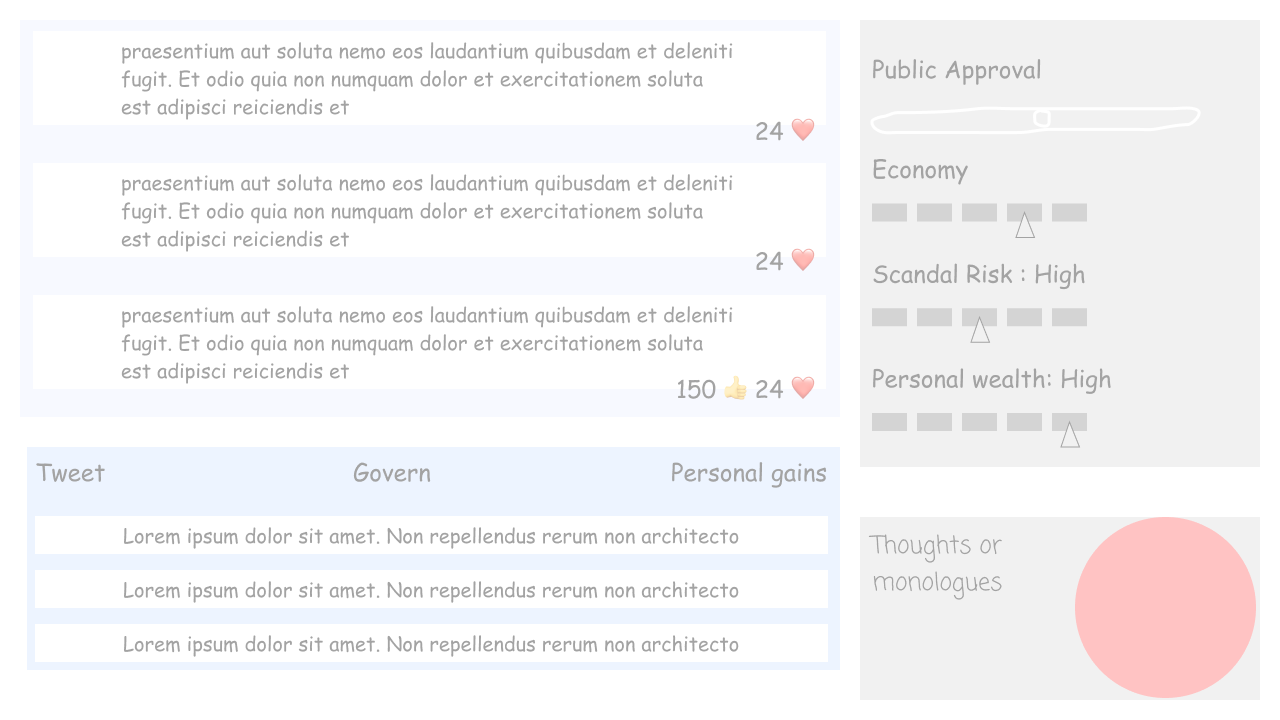 praesentium aut soluta nemo eos laudantium quibusdam et deleniti
fugit. Et odio quia non numquam dolor et exercitationem soluta
est adipisci reiciendis et
24 ❤️
praesentium aut soluta nemo eos laudantium quibusdam et deleniti
fugit. Et odio quia non numquam dolor et exercitationem soluta
est adipisci reiciendis et
24 ❤️
praesentium aut soluta nemo eos laudantium quibusdam et deleniti
fugit. Et odio quia non numquam dolor et exercitationem soluta
est adipisci reiciendis et
150 👍 24 ❤️
Tweet Govern Personal gains
Lorem ipsum dolor sit amet. Non repellendus rerum non architecto
Lorem ipsum dolor sit amet. Non repellendus rerum non architecto
Lorem ipsum dolor sit amet. Non repellendus rerum non architecto
Public Approval
Economy
Scandal Risk : High
Personal wealth: High
Thoughts or
monologues